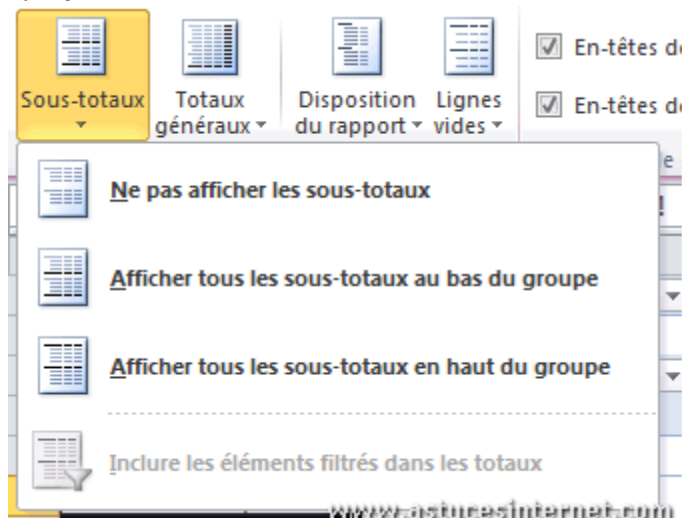 Sous-totaux
Totaux généraux
Disposition du rapport
Lignes vides
En-têtes d
En-têtes d
e
Ne pas afficher les sous-totaux
!
Afficher tous les sous-totaux au bas du groupe
Afficher tous les sous-totaux en haut du groupe
Inclure les éléments filtrés dans les totaux
www.astucesinternet.com